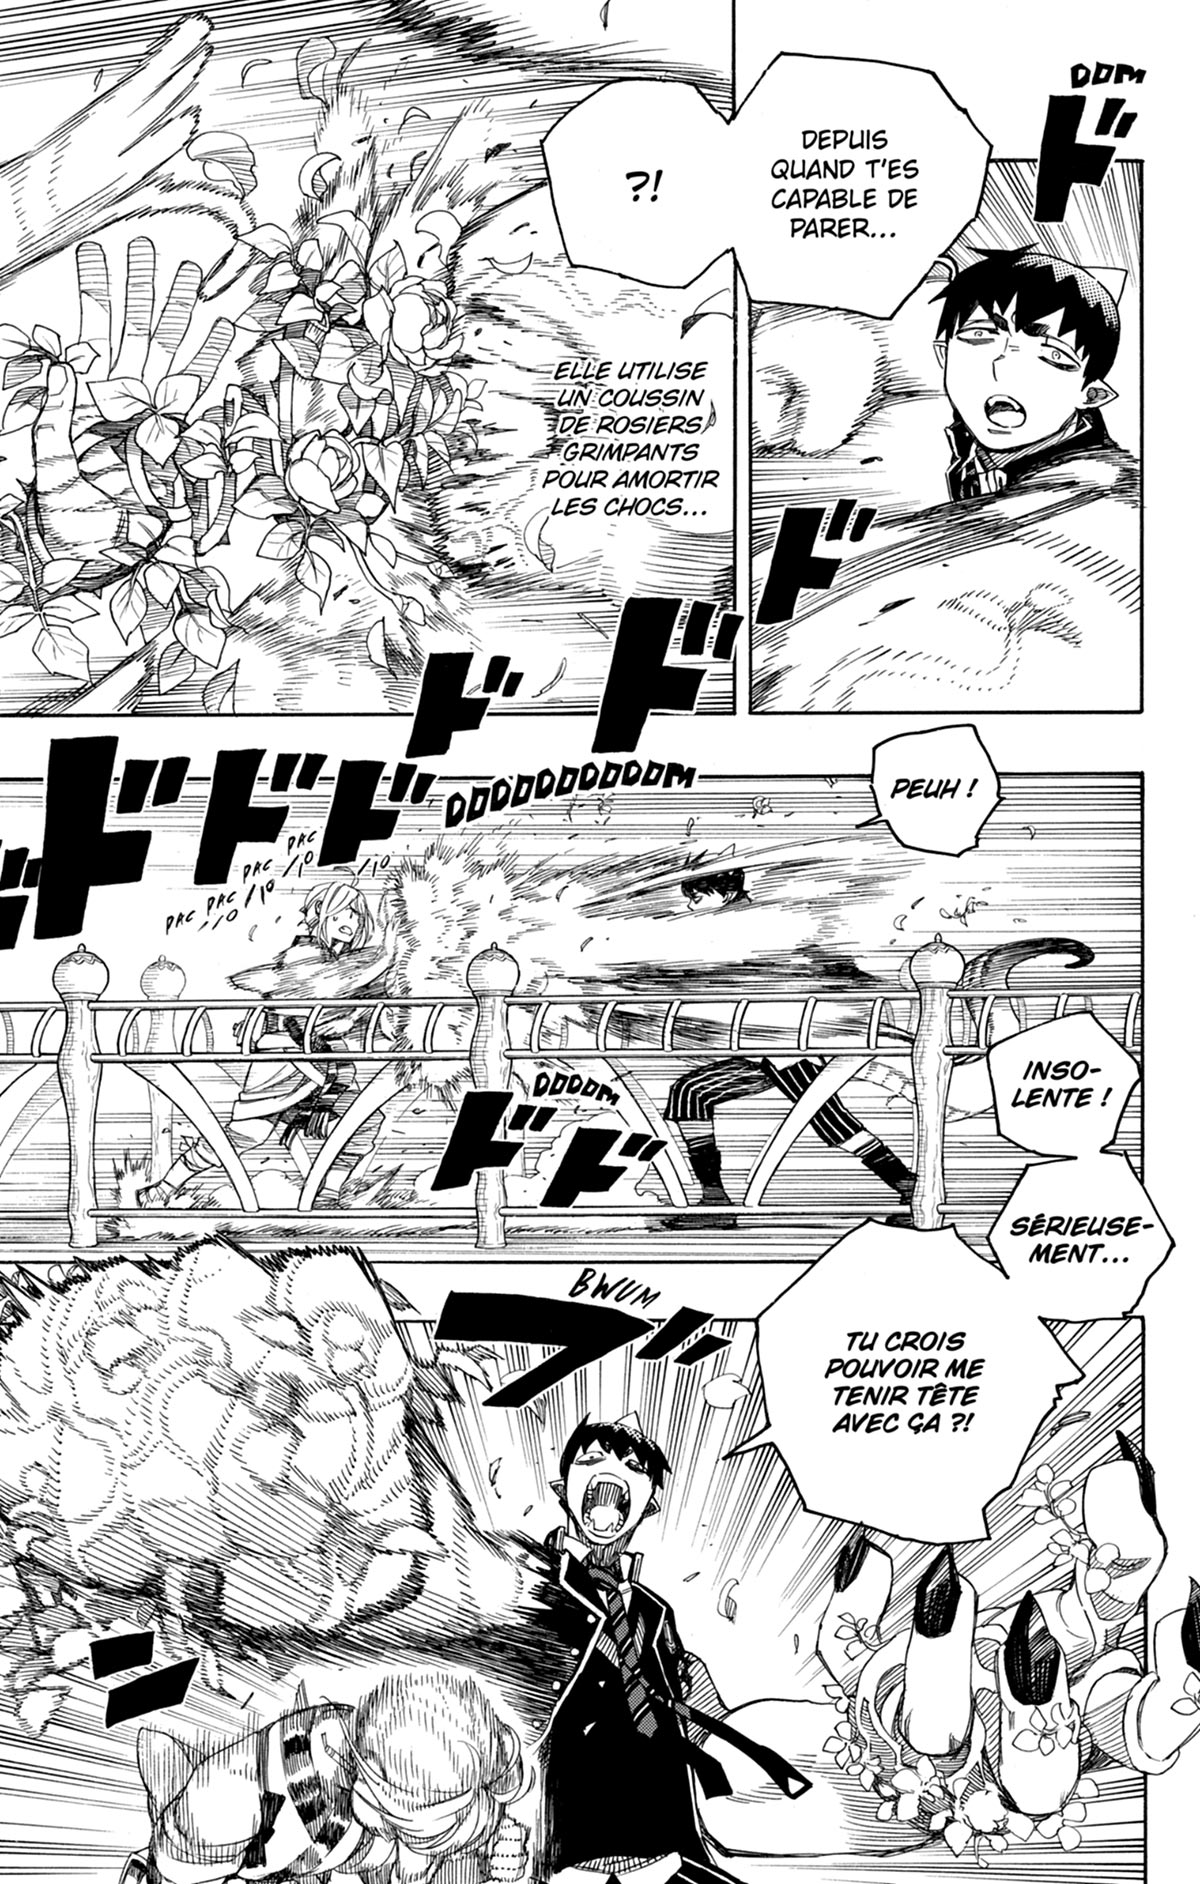 DOM
ド
DEPUIS
QUAND T'ES
CAPABLE DE
PARER...
?!
ELLE UTILISE
UN COUSSIN
DE ROSIERS
GRIMPANTS
POUR AMORTIR
LES CHOCS...
ド
ド
ド
ド
ド
ド
ド
DODODODODOM
PEUH !
PAC
PAC
PAC
PAC
PAC
DODOM
ド
ド
INSO-
LENTE !
SÉRIEUSE-
MENT...
BWUM
ブ
TU CROIS
POUVOIR ME
TENIR TÊTE
AVEC ÇA ?!